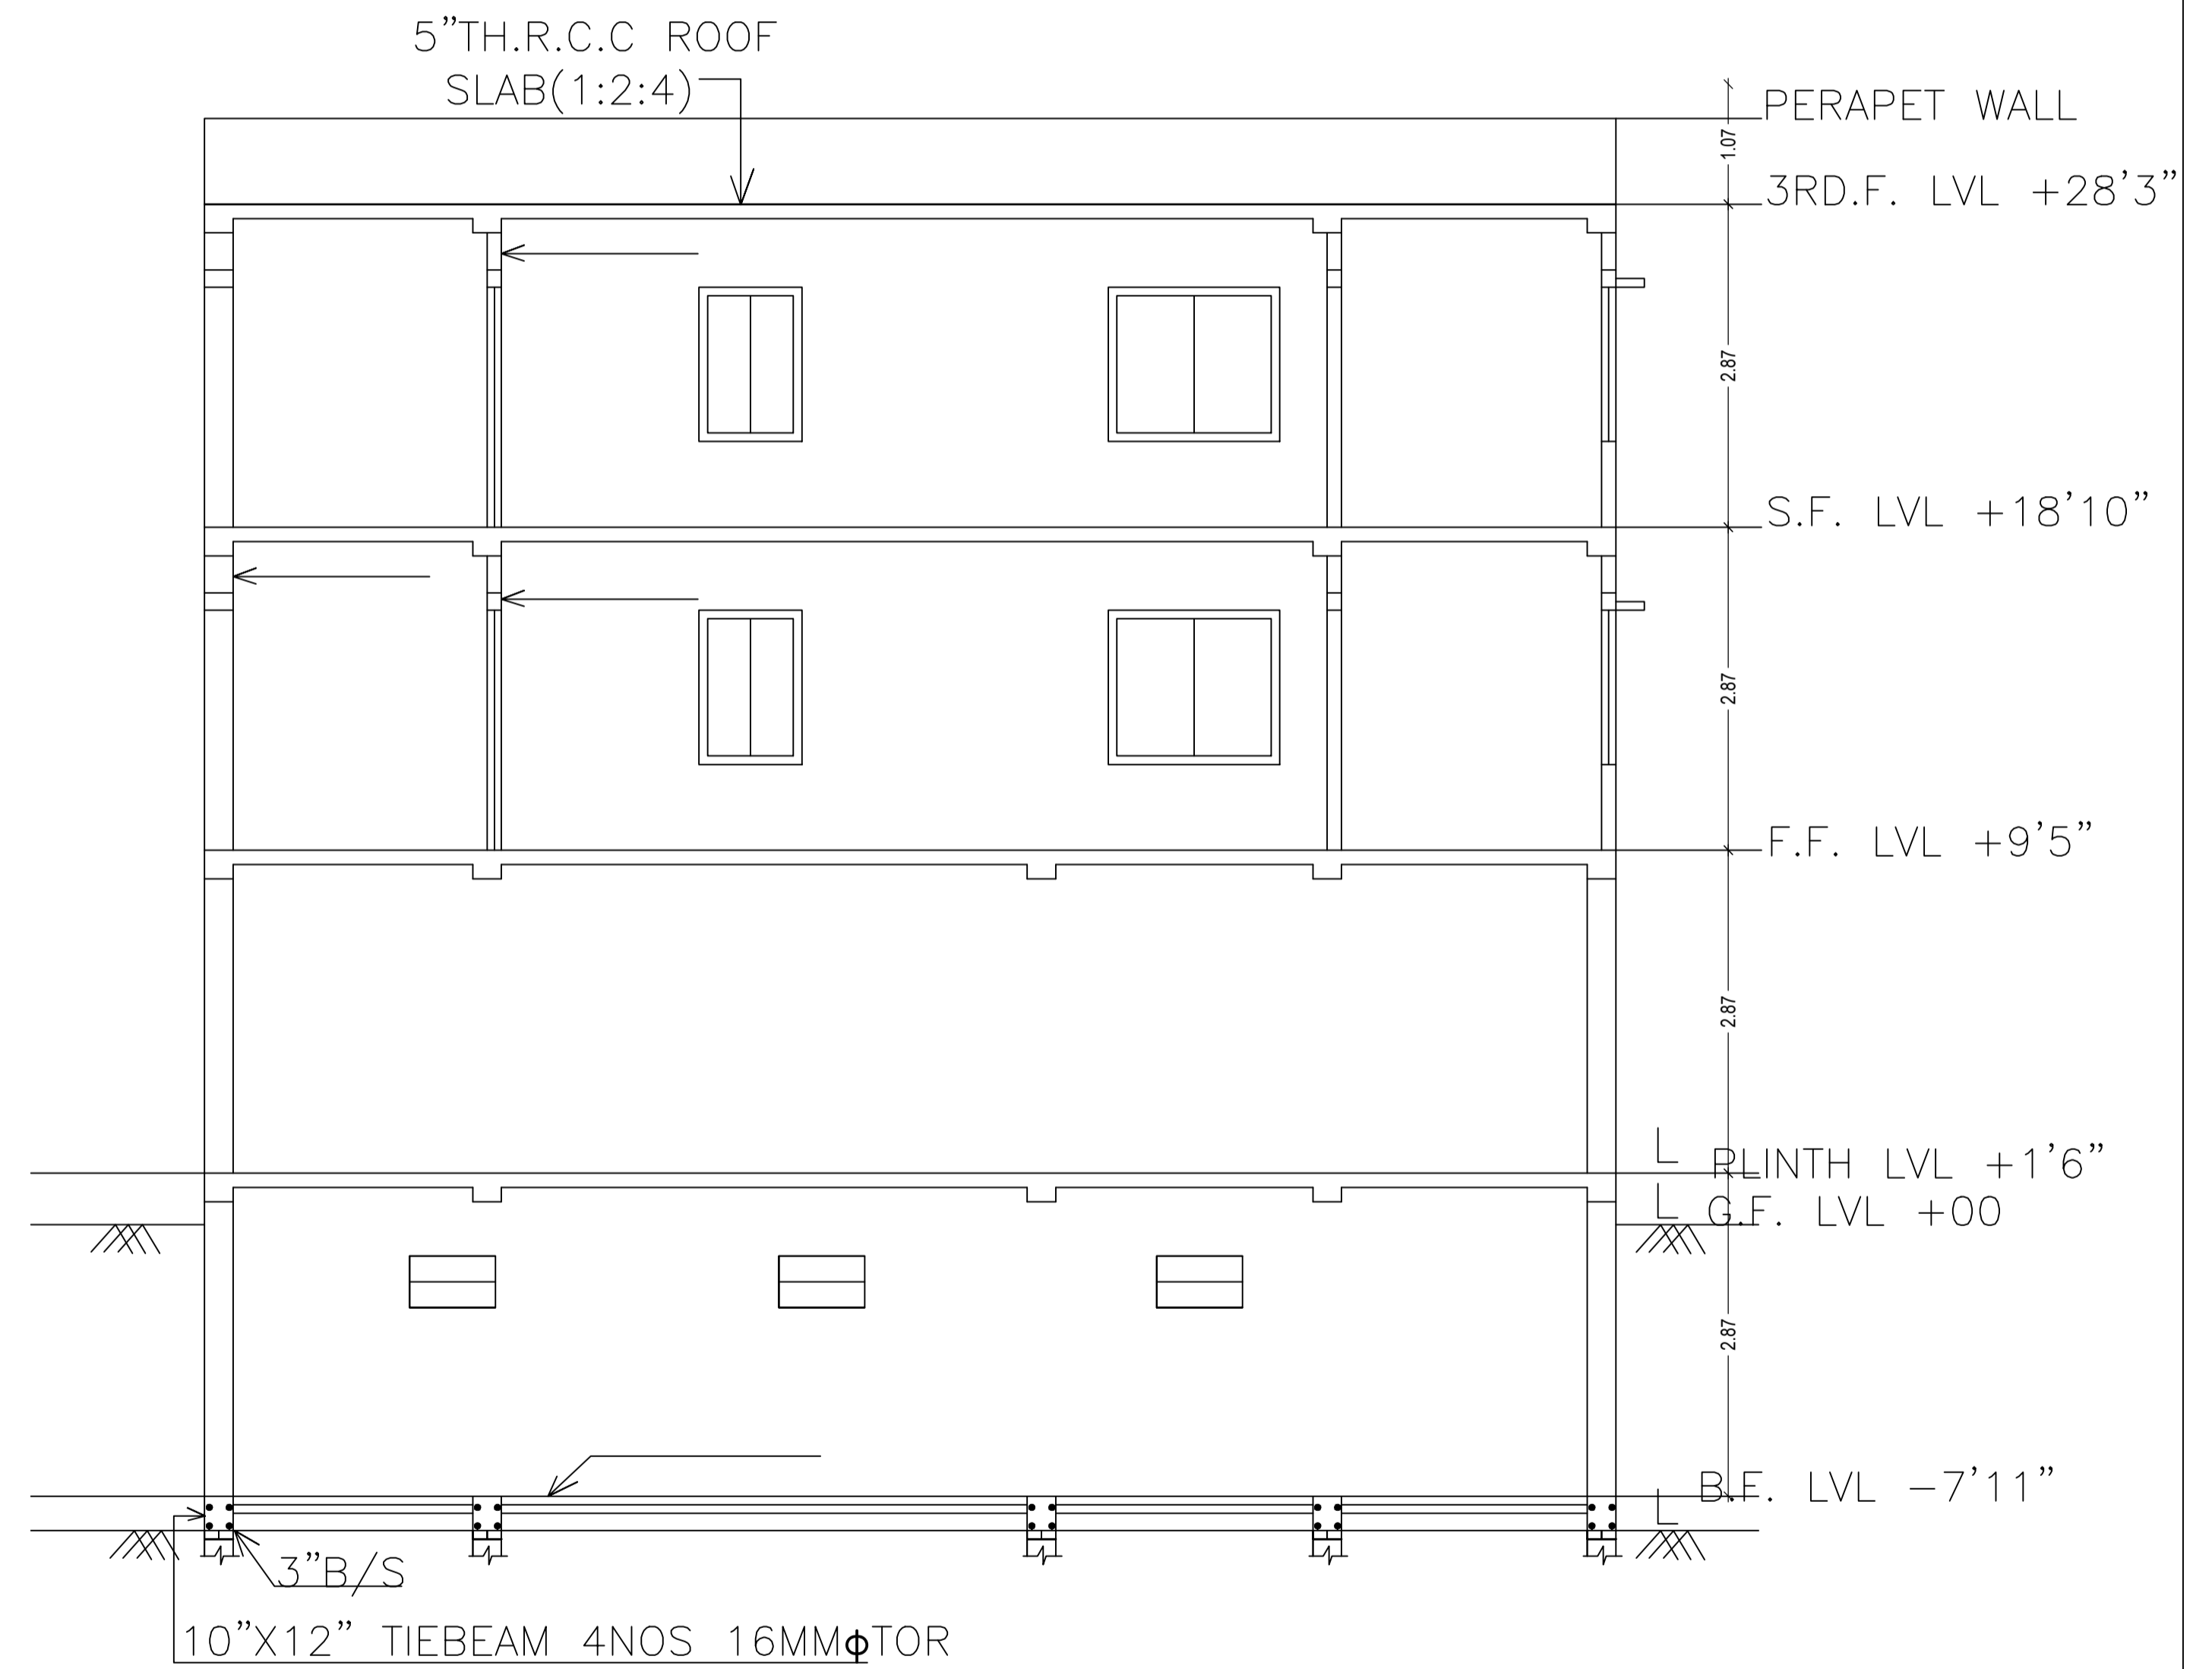 5”TH.R.C.C ROOF
SLAB(1:2:4)
PERAPET WALL
1.07
3RD.F. LVL +28’3”
2.87
S.F. LVL +18’10”
2.87
F.F. LVL +9’5”
2.87
PLINTH LVL +1’6”
G.F. LVL +00
2.87
B.F. LVL −7’11”
3”B/S
10”X12” TIEBEAM 4NOS 16MMϕTOR